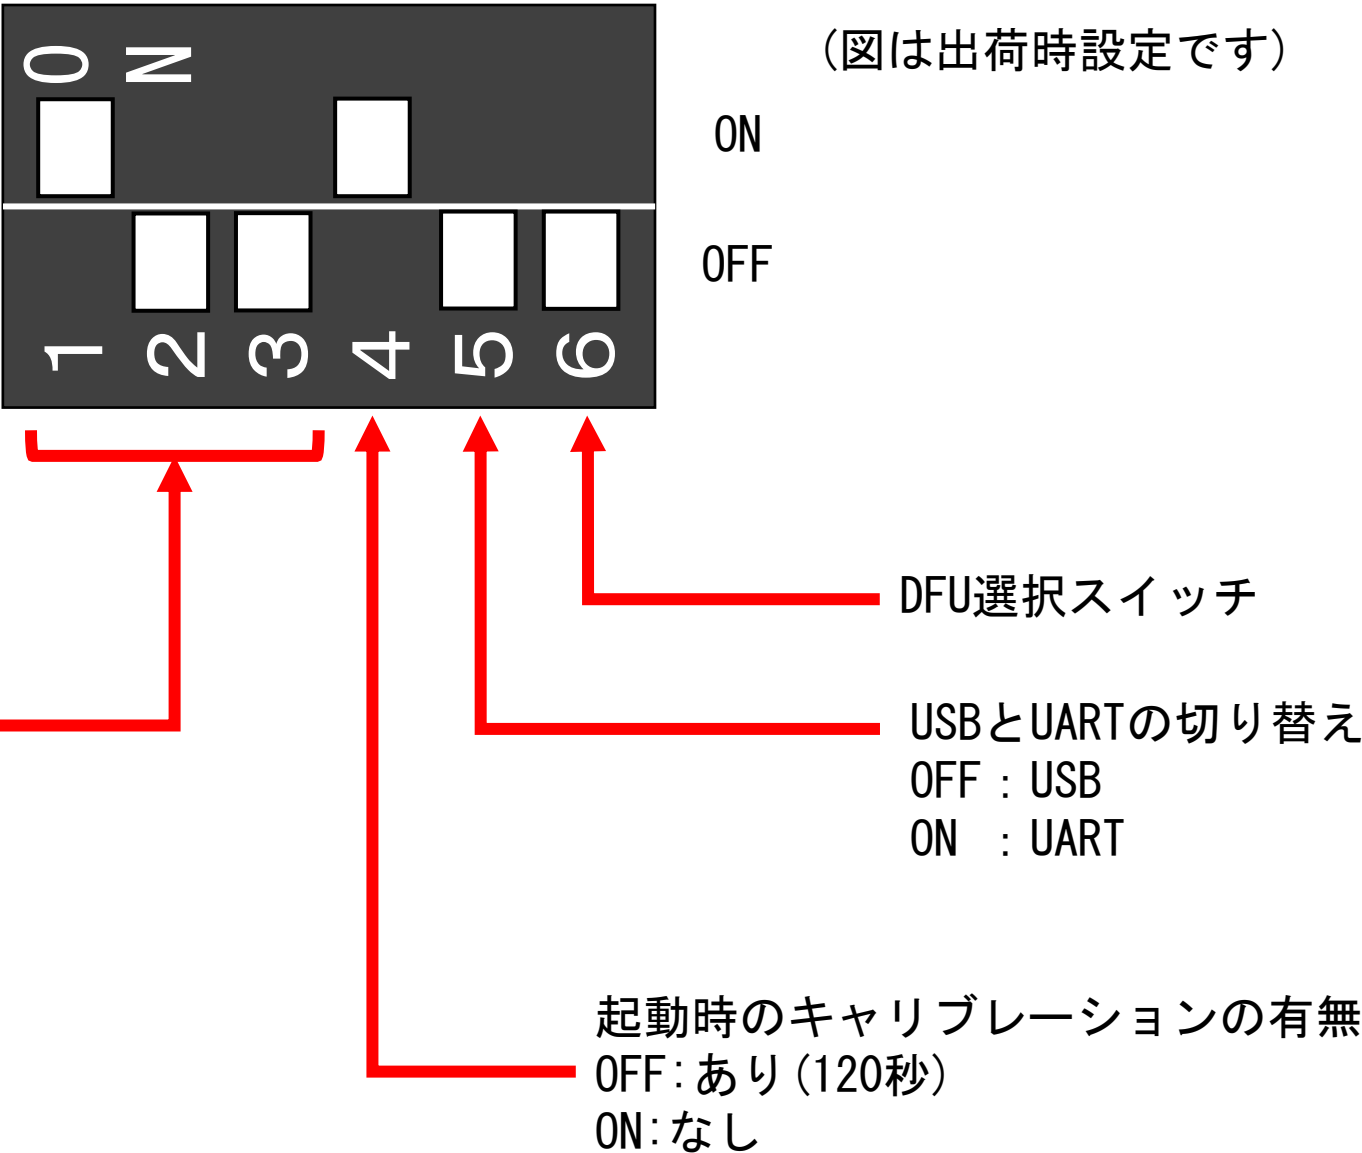 (図は出荷時設定です)
ON
ON
OFF
1 2 3 4 5 6
DFU選択スイッチ
USBとUARTの切り替え
OFF：USB
ON ：UART
起動時のキャリブレーションの有無
OFF:あり(120秒)
ON:なし